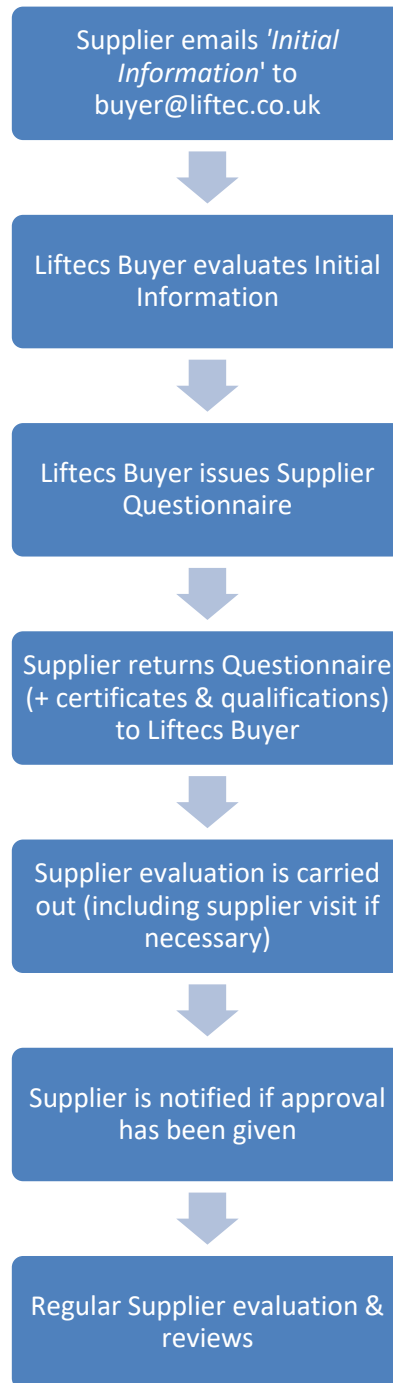 Supplier emails 'Initial
Information' to
buyer@liftec.co.uk
Liftecs Buyer evaluates Initial
Information
Liftecs Buyer issues Supplier
Questionnaire
Supplier returns Questionnaire
(+ certificates & qualifications)
to Liftecs Buyer
Supplier evaluation is carried
out (including supplier visit if
necessary)
Supplier is notified if approval
has been given
Regular Supplier evaluation &
reviews